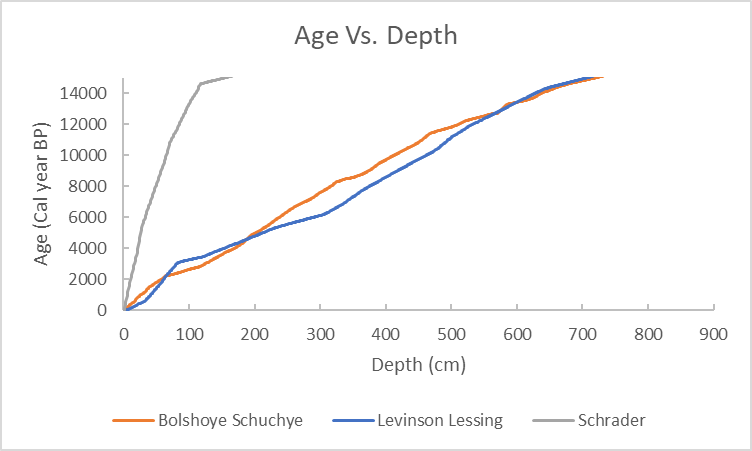 Age Vs. Depth
14000
12000
10000
8000
6000
4000
2000
0
Age (Cal year BP)
0 100 200 300 400 500 600 700 800 900
Depth (cm)
Bolshoye Schuchye Levinson Lessing Schrader